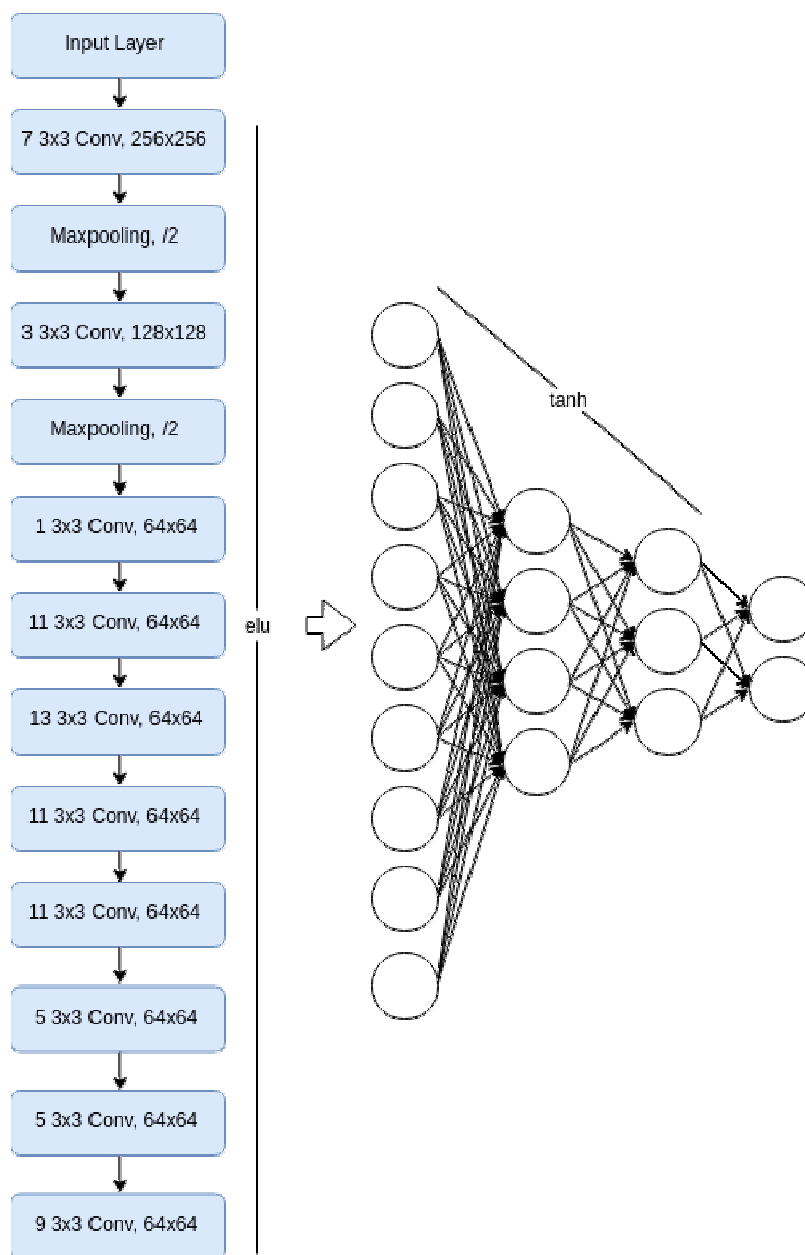 Input Layer
7 3x3 Conv, 256x256
Maxpooling, /2
3 3x3 Conv, 128x128
Maxpooling, /2
1 3x3 Conv, 64x64
11 3x3 Conv, 64x64
13 3x3 Conv, 64x64
11 3x3 Conv, 64x64
11 3x3 Conv, 64x64
5 3x3 Conv, 64x64
5 3x3 Conv, 64x64
9 3x3 Conv, 64x64
elu
tanh